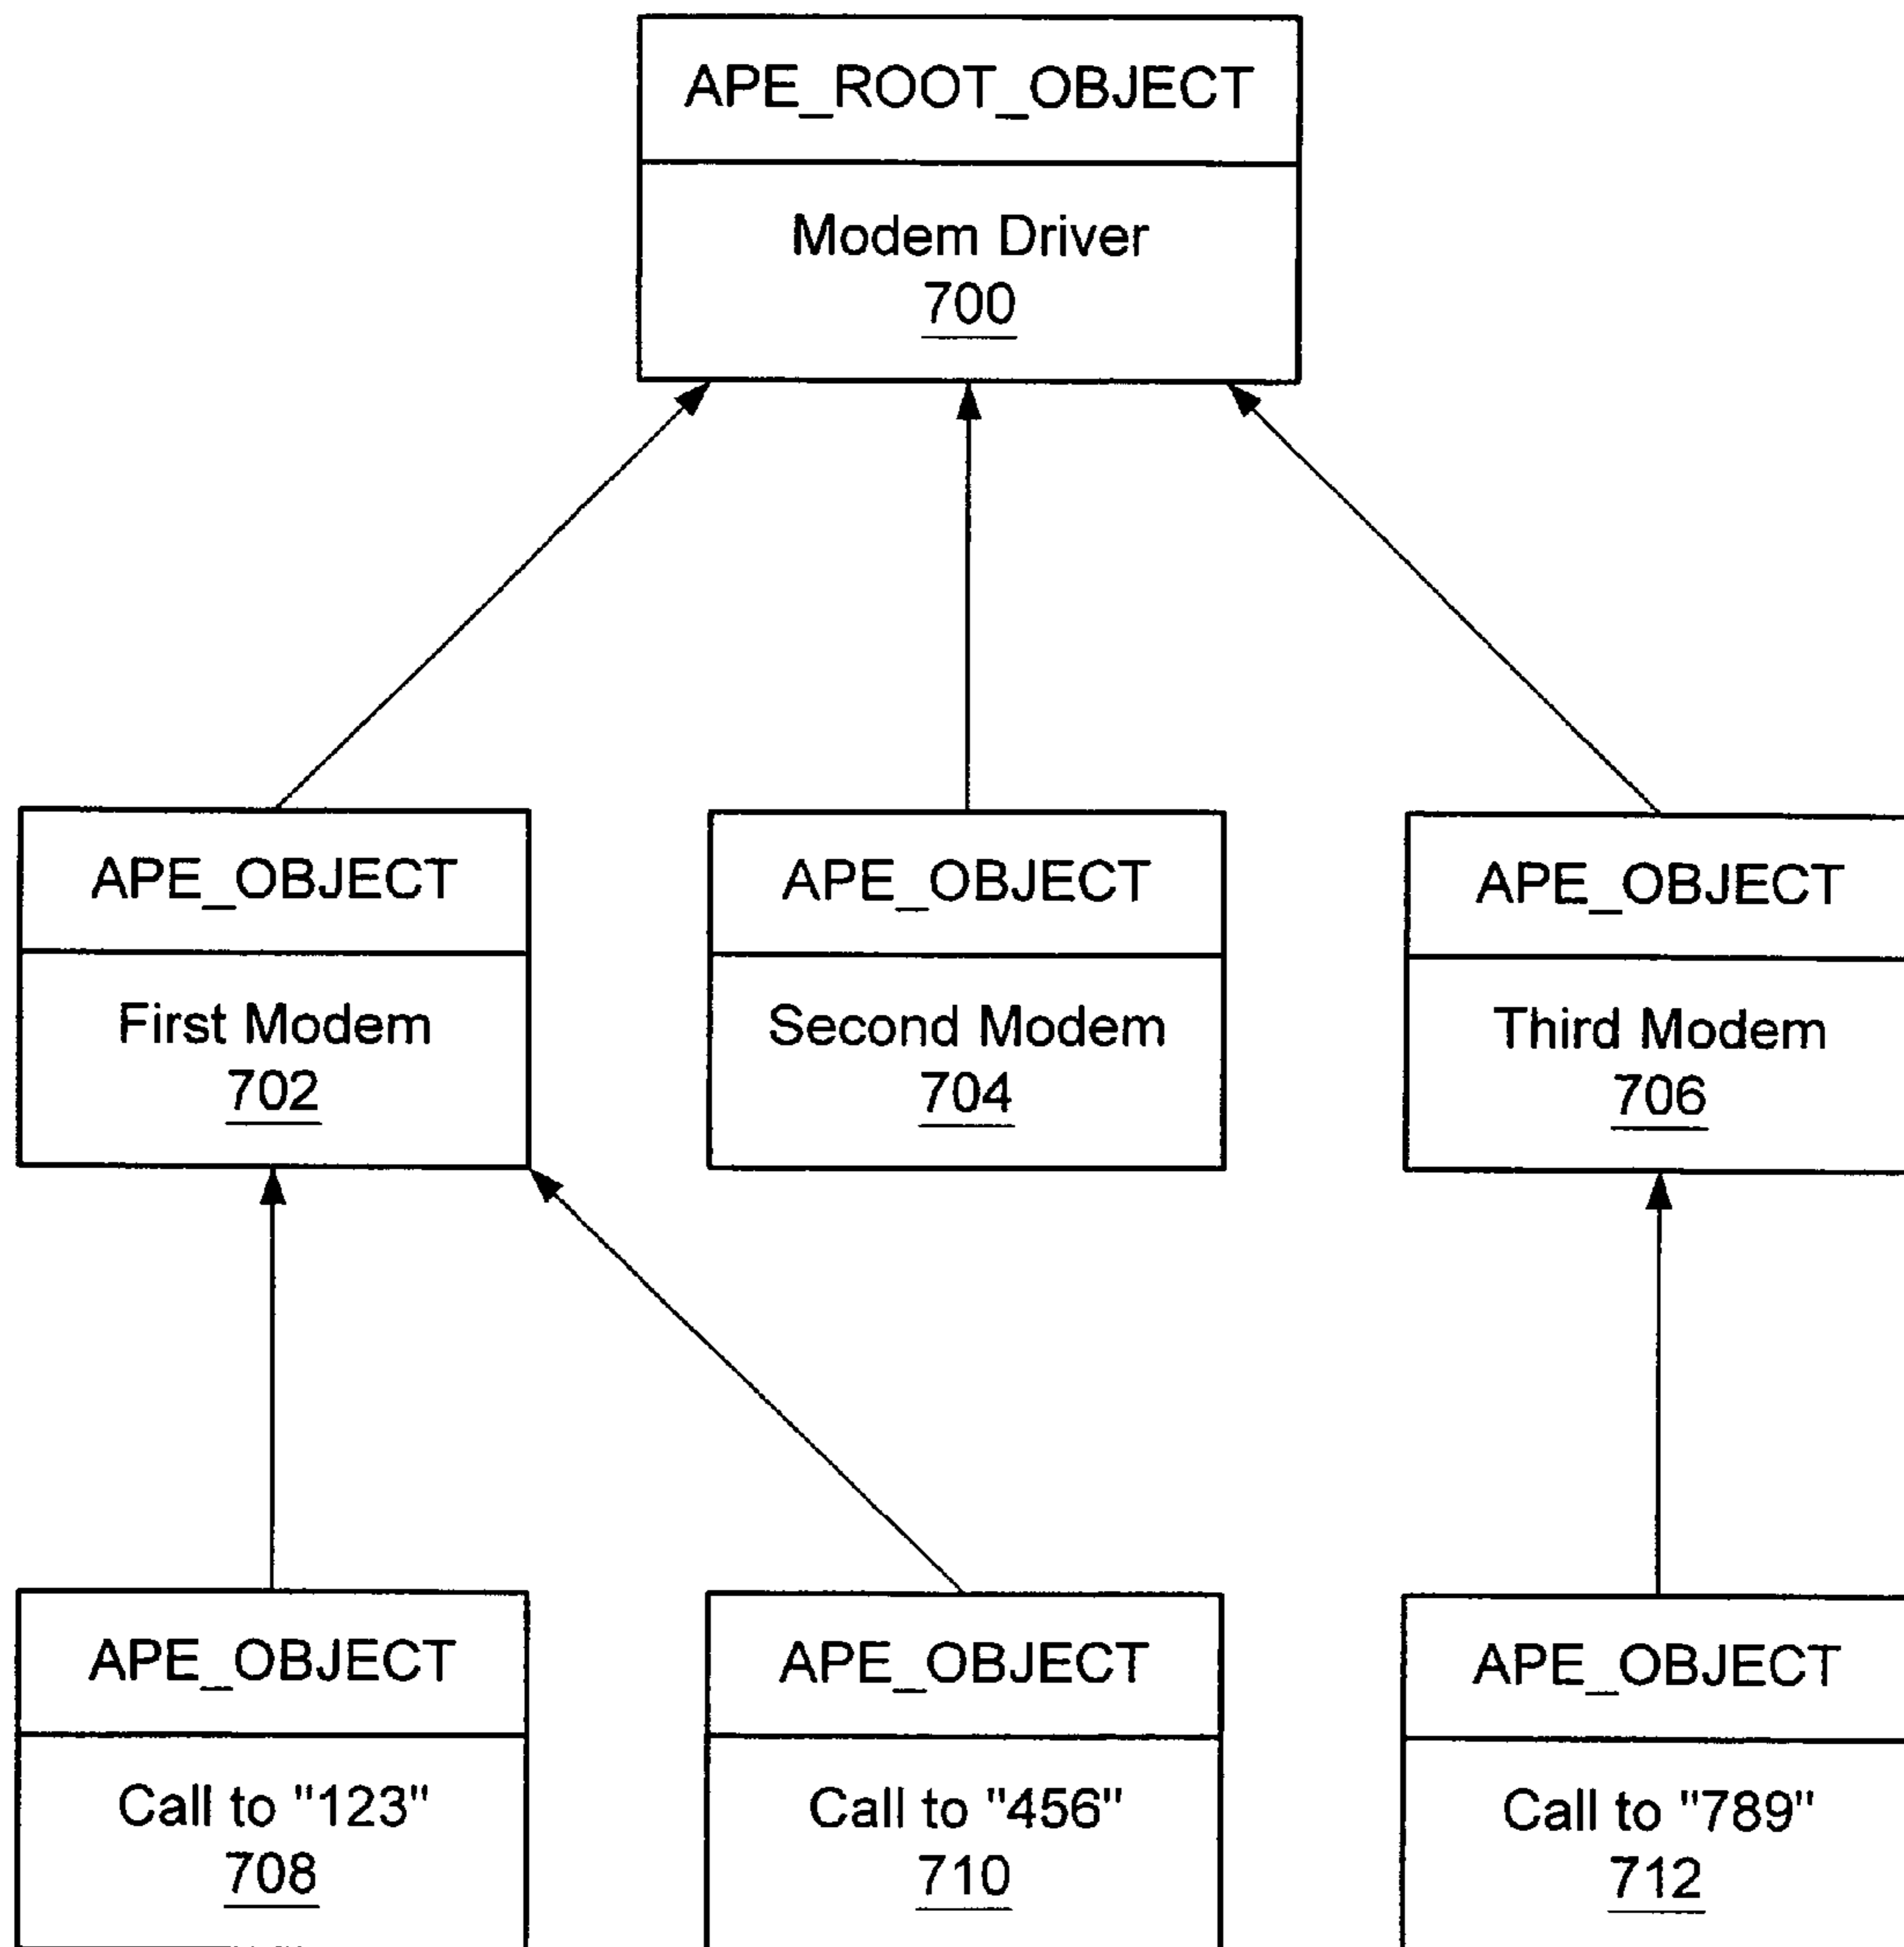 APE_ROOT_OBJECT
Modem Driver
700
APE_OBJECT
First Modem
702
APE_OBJECT
Second Modem
704
APE_OBJECT
Third Modem
706
APE_OBJECT
Call to "123"
708
APE_OBJECT
Call to "456"
710
APE_OBJECT
Call to "789"
712